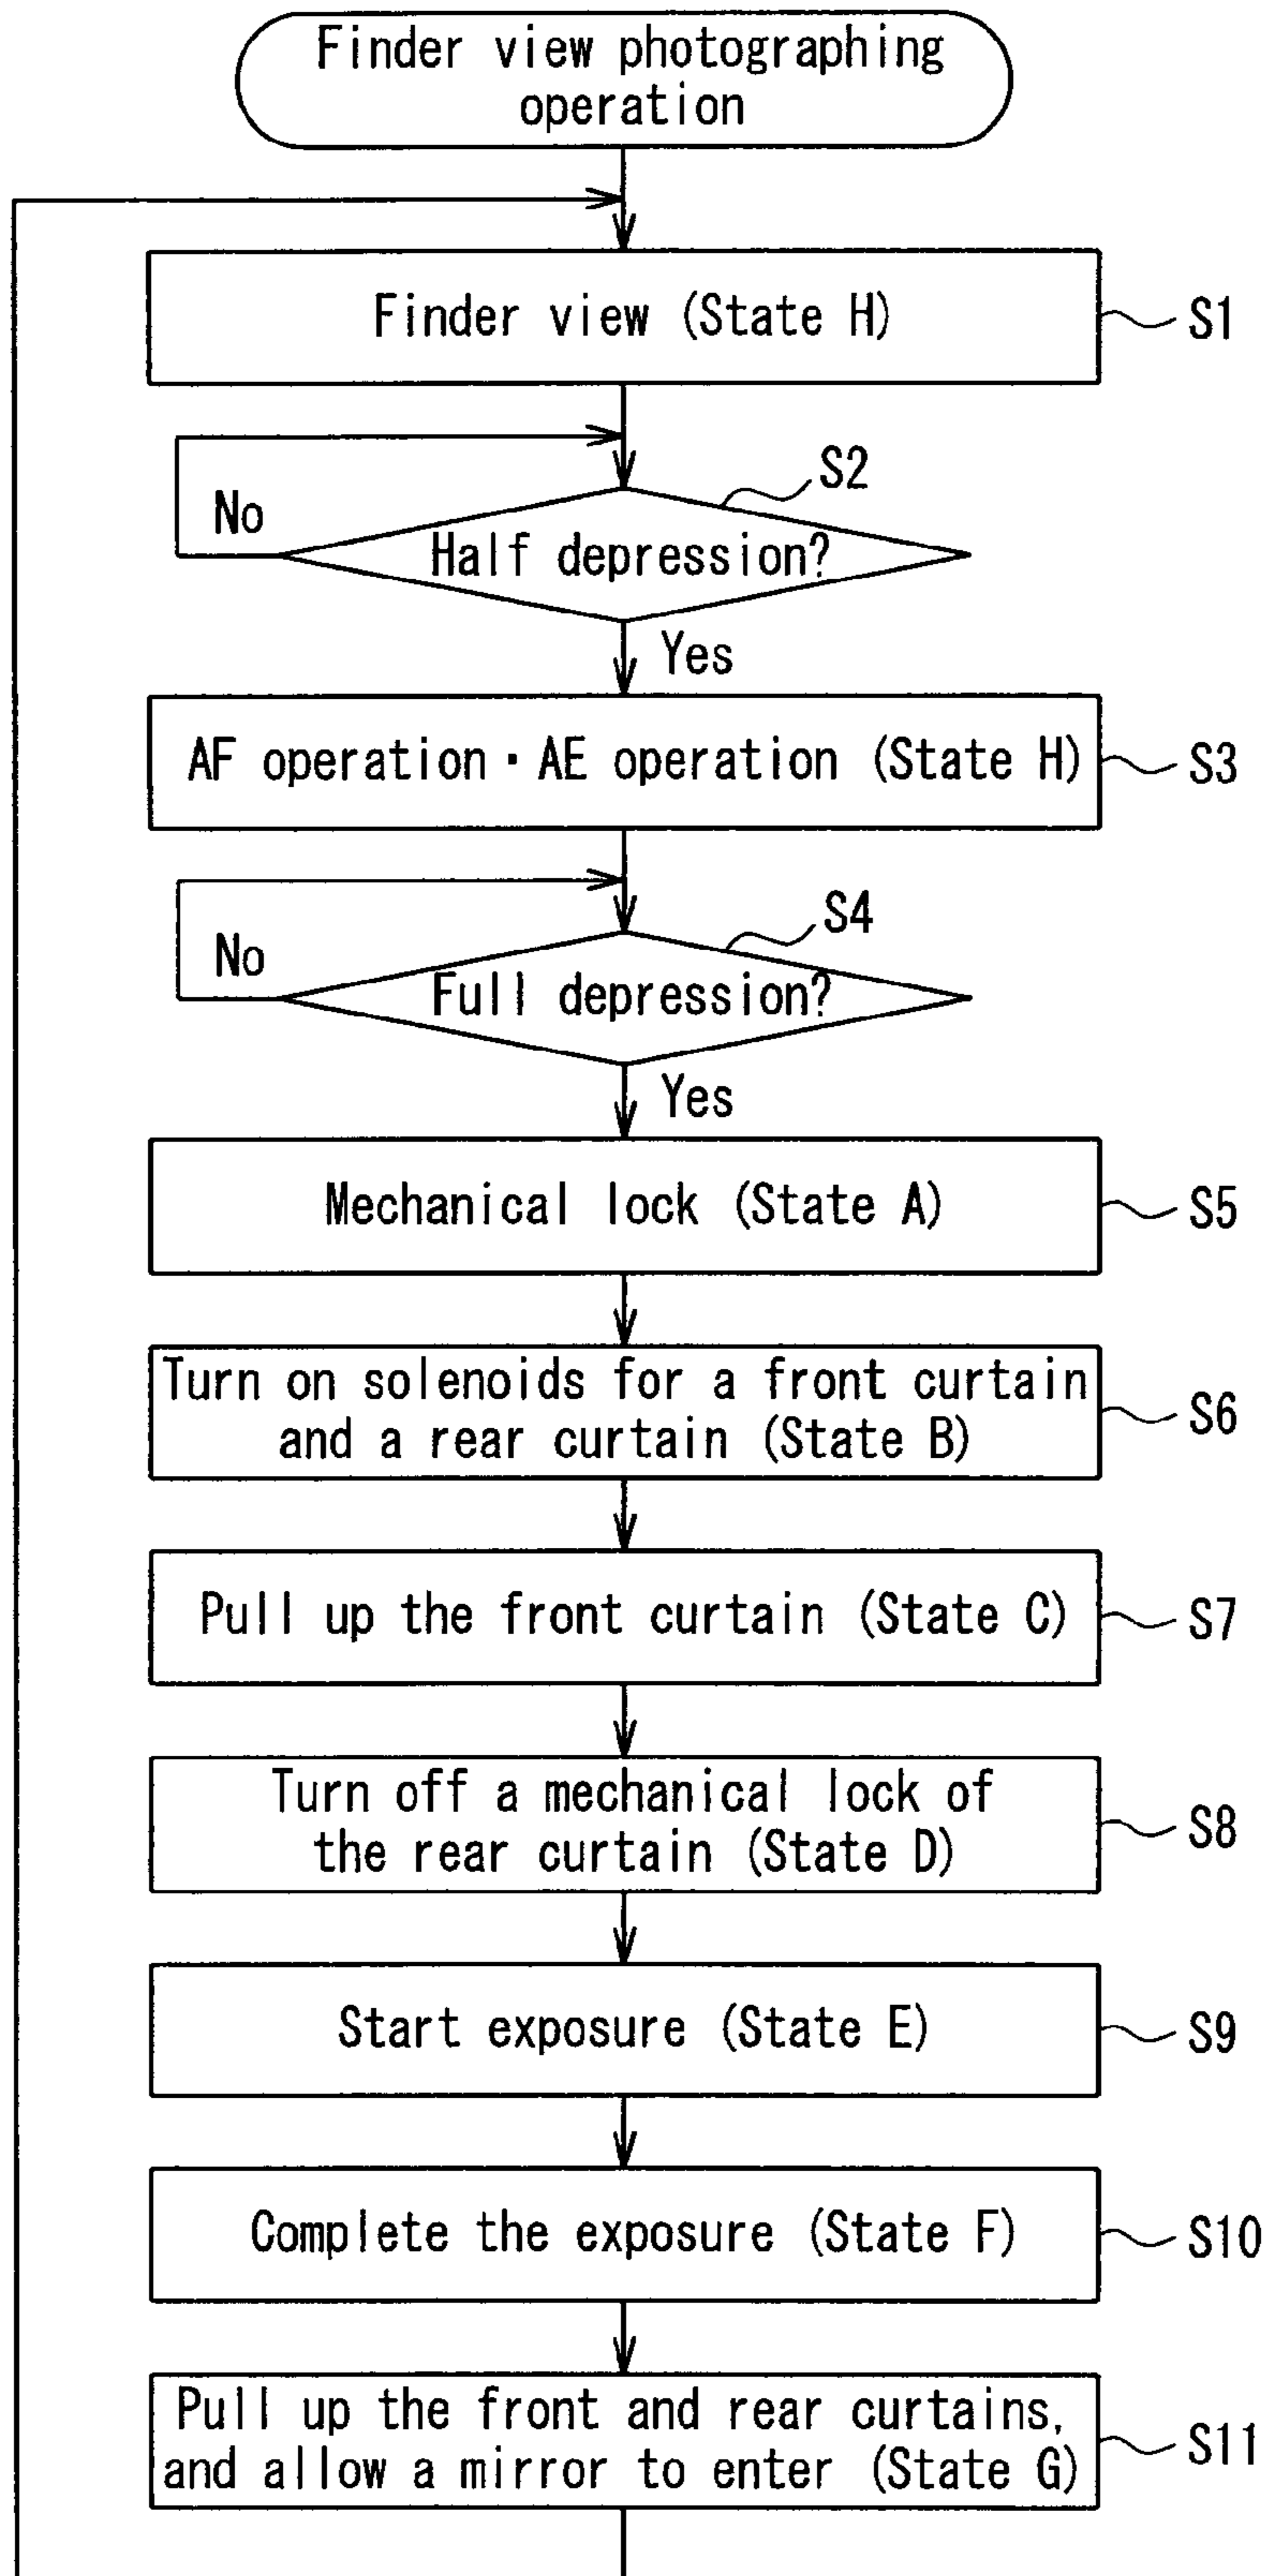 Finder view photographing
operation
Finder view (State H)
S1
S2
No
Half depression?
Yes
AF operation・AE operation (State H)
S3
S4
No
Full depression?
Yes
Mechanical lock (State A)
S5
Turn on solenoids for a front curtain
and a rear curtain (State B)
S6
Pull up the front curtain (State C)
S7
Turn off a mechanical lock of
the rear curtain (State D)
S8
Start exposure (State E)
S9
Complete the exposure (State F)
S10
Pull up the front and rear curtains,
and allow a mirror to enter (State G)
S11